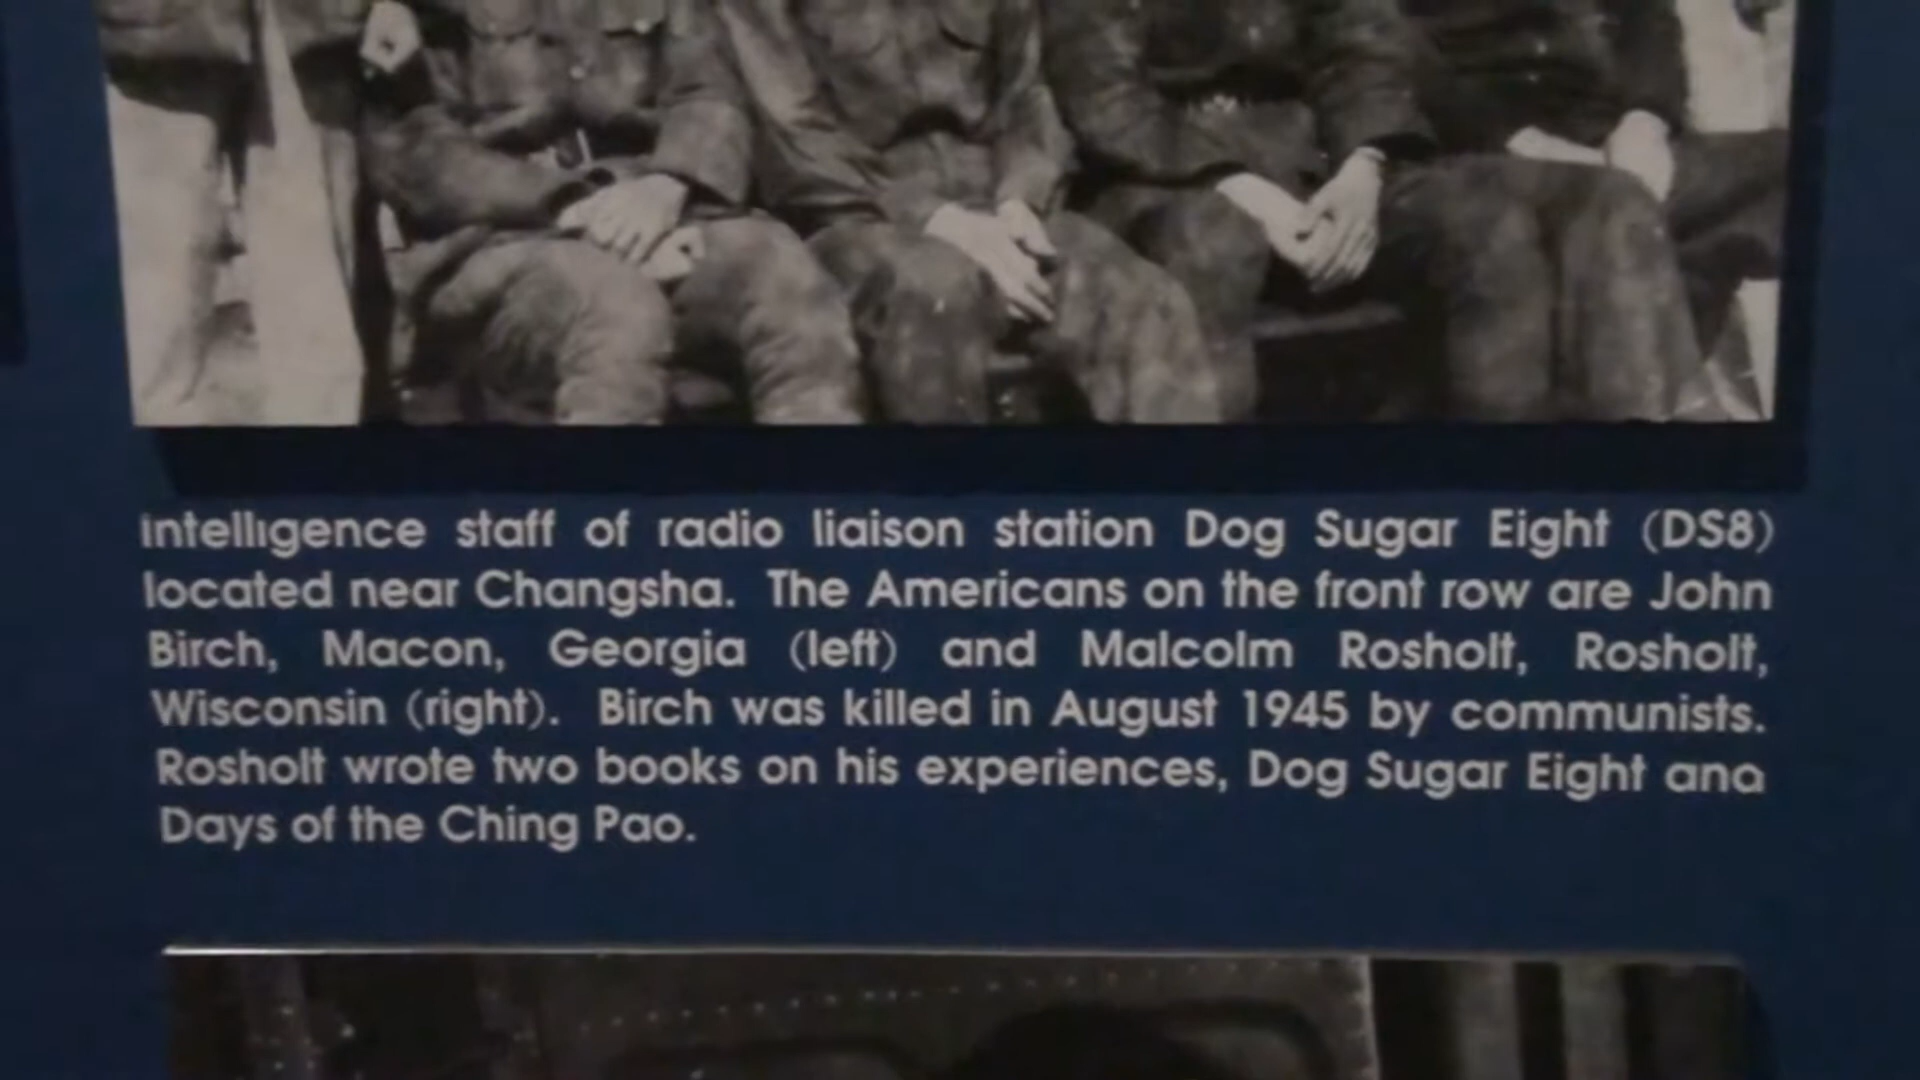 Intelligence staff of radio liaison station Dog Sugar Eight (DS8)
located near Changsha. The Americans on the front row are John
Birch, Macon, Georgia (left) and Malcolm Rosholt, Rosholt,
Wisconsin (right). Birch was killed in August 1945 by communists.
Rosholt wrote two books on his experiences, Dog Sugar Eight and
Days of the Ching Pao.